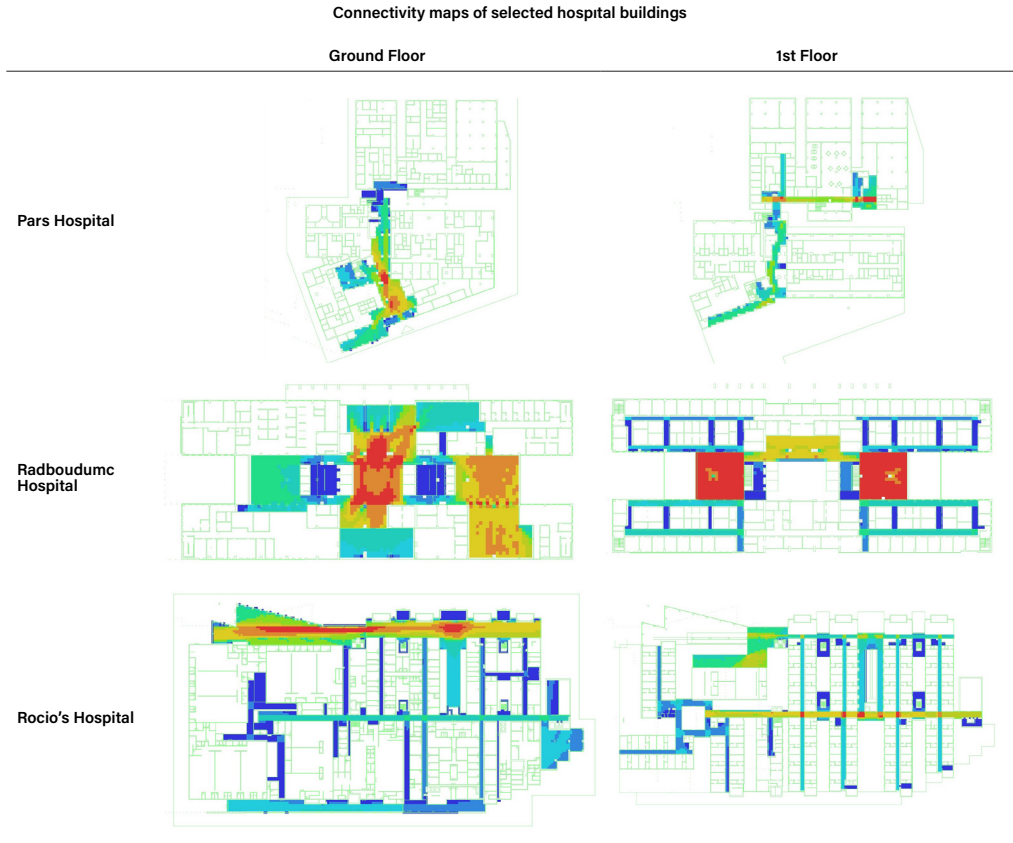 Connectivity maps of selected hospital buildings
Ground Floor
1st Floor
Pars Hospital
Radboudumc
Hospital
Rocio's Hospital